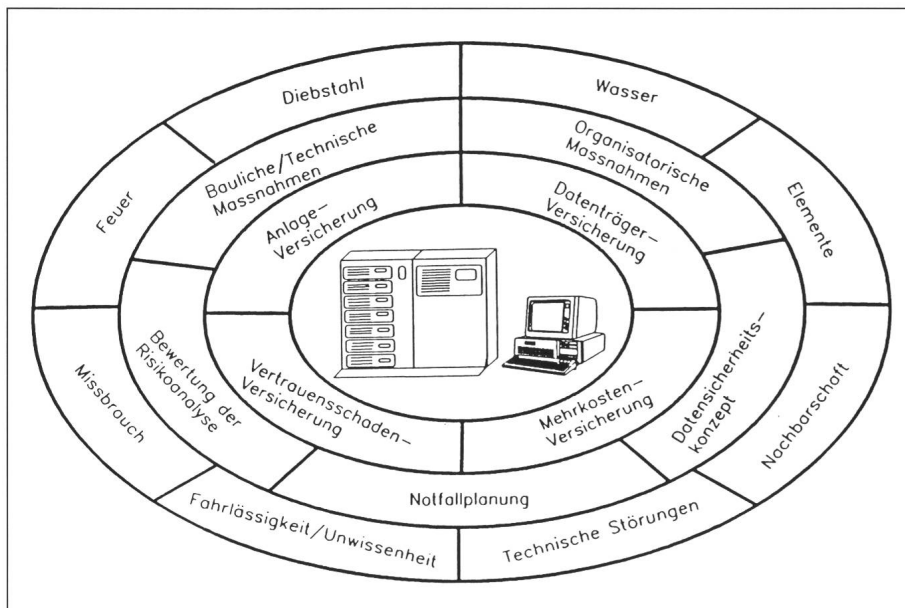 Diebstahl
Wasser
Feuer
Bauliche/Technische
Massnahmen
Organisatorische
Massnahmen
Elemente
Anlage-
Versicherung
Datenträger-
Versicherung
Missbrauch
Bewertung der
Risikoanalyse
Vertrauensschaden-
Versicherung
Mehrkosten-
Versicherung
Datensicherheits-
konzept
Nachbarschaft
Notfallplanung
Fahrlässigkeit/Unwissenheit
Technische Störungen